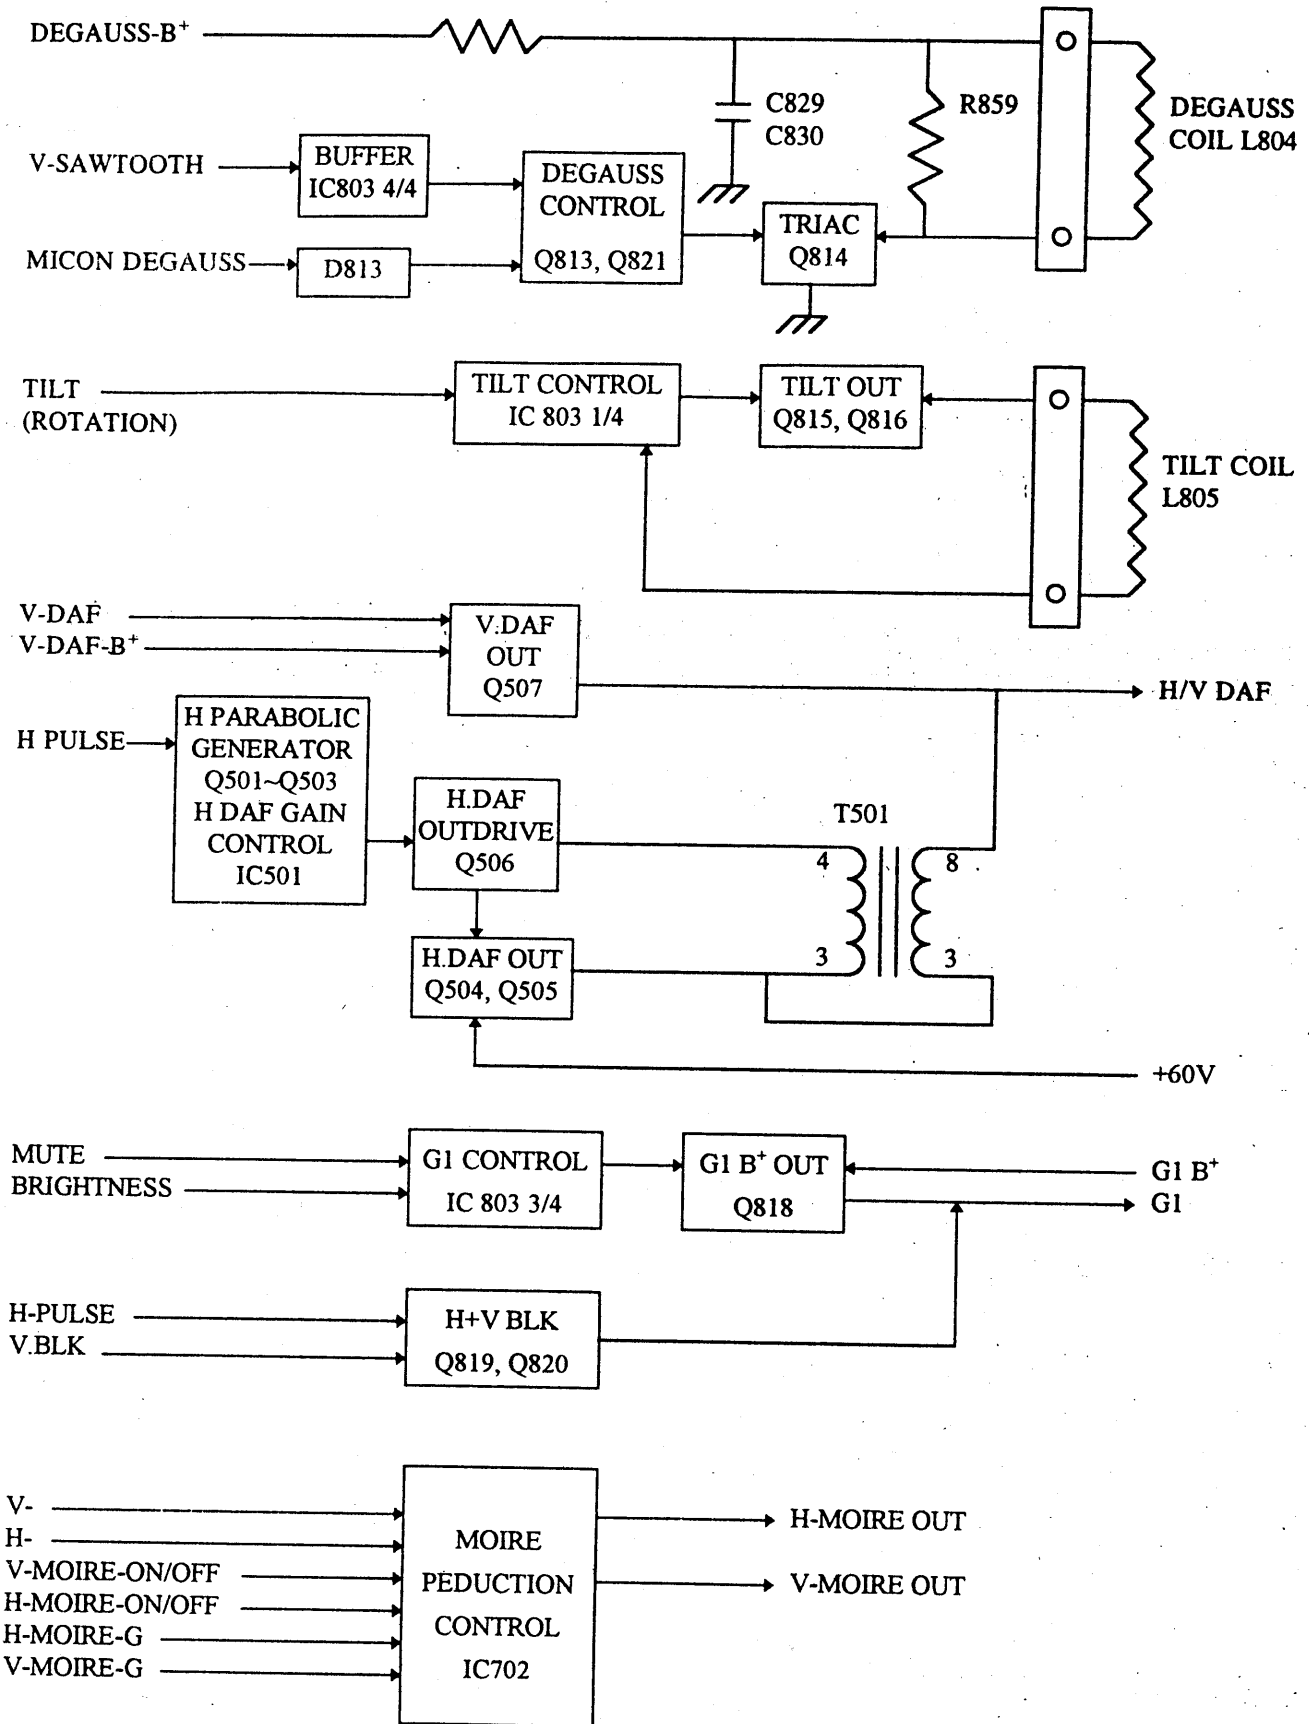 DEGAUSS-B+
C829
C830
R859
DEGAUSS
COIL L804
V-SAWTOOTH
BUFFER
IC803 4/4
DEGAUSS
CONTROL
Q813, Q821
TRIAC
Q814
MICON DEGAUSS
D813
TILT
(ROTATION)
TILT CONTROL
IC 803 1/4
TILT OUT
Q815, Q816
TILT COIL
L805
V-DAF
V-DAF-B+
V.DAF
OUT
Q507
H/V DAF
H PULSE
H PARABOLIC
GENERATOR
Q501~Q503
H DAF GAIN
CONTROL
IC501
H.DAF
OUTDRIVE
Q506
T501
4
8
3
3
H.DAF OUT
Q504, Q505
+60V
MUTE
BRIGHTNESS
G1 CONTROL
IC 803 3/4
G1 B+ OUT
Q818
G1 B+
G1
H-PULSE
V.BLK
H+V BLK
Q819, Q820
V-
H-
V-MOIRE-ON/OFF
H-MOIRE-ON/OFF
H-MOIRE-G
V-MOIRE-G
MOIRE
PEDUCTION
CONTROL
IC702
H-MOIRE OUT
V-MOIRE OUT